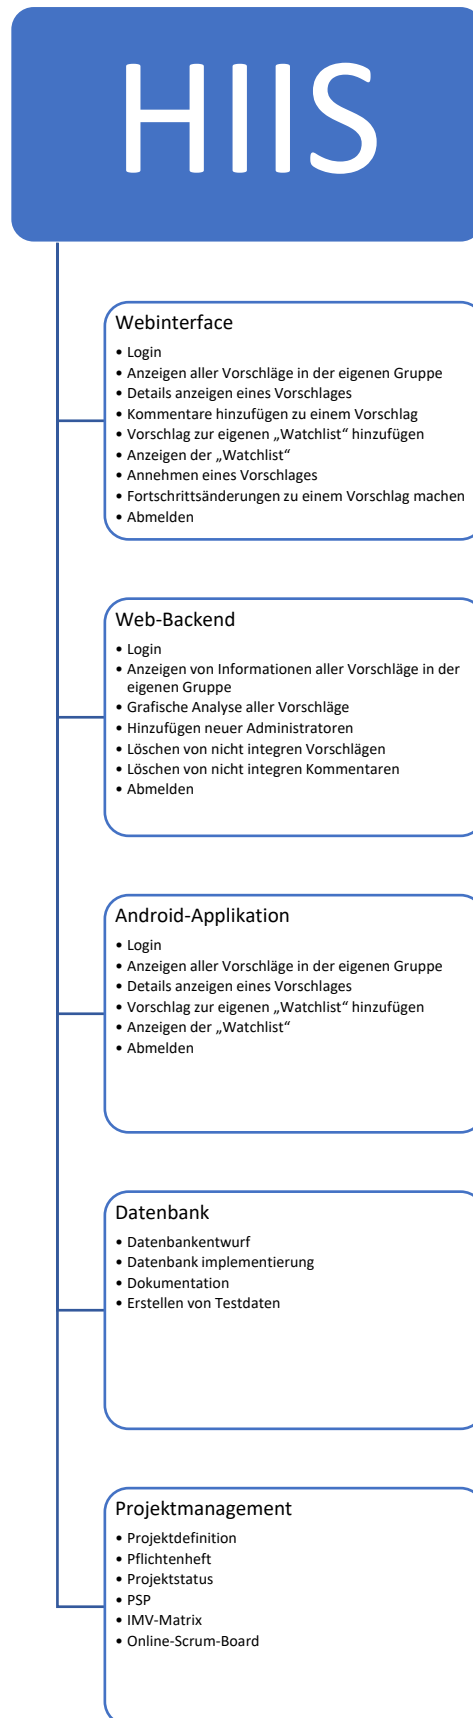 HIIS
Webinterface
• Login
• Anzeigen aller Vorschläge in der eigenen Gruppe
• Details anzeigen eines Vorschlages
• Kommentare hinzufügen zu einem Vorschlag
• Vorschlag zur eigenen „Watchlist“ hinzufügen
• Anzeigen der „Watchlist“
• Annehmen eines Vorschlages
• Fortschrittsänderungen zu einem Vorschlag machen
• Abmelden
Web-Backend
• Login
• Anzeigen von Informationen aller Vorschläge in der
eigenen Gruppe
• Grafische Analyse aller Vorschläge
• Hinzufügen neuer Administratoren
• Löschen von nicht integren Vorschlägen
• Löschen von nicht integren Kommentaren
• Abmelden
Android-Applikation
• Login
• Anzeigen aller Vorschläge in der eigenen Gruppe
• Details anzeigen eines Vorschlages
• Vorschlag zur eigenen „Watchlist“ hinzufügen
• Anzeigen der „Watchlist“
• Abmelden
Datenbank
• Datenbankentwurf
• Datenbank implementierung
• Dokumentation
• Erstellen von Testdaten
Projektmanagement
• Projektdefinition
• Pflichtenheft
• Projektstatus
• PSP
• IMV-Matrix
• Online-Scrum-Board